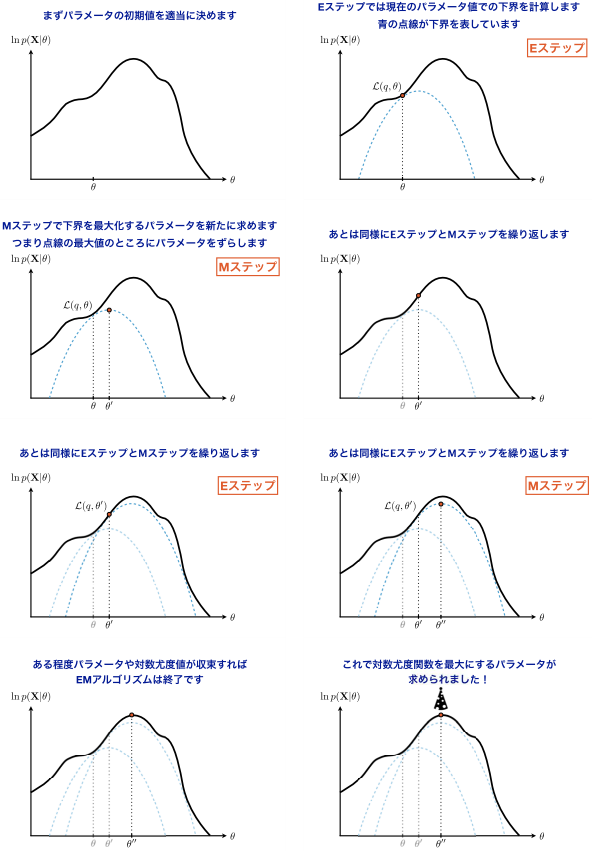 まずパラメータの初期値を適当に決めます
ln p(X|θ)
θ
θ
Eステップでは現在のパラメータ値での下界を計算します
青の点線が下界を表しています
Eステップ
ln p(X|θ)
L(q, θ)
θ
θ
Mステップで下界を最大化するパラメータを新たに求めます
つまり点線の最大値のところにパラメータをずらします
Mステップ
ln p(X|θ)
L(q, θ)
θ
θ θ′
あとは同様にEステップとMステップを繰り返します
ln p(X|θ)
θ
θ θ′
あとは同様にEステップとMステップを繰り返します
Eステップ
ln p(X|θ)
L(q, θ′)
θ
θ θ′
あとは同様にEステップとMステップを繰り返します
Mステップ
ln p(X|θ)
L(q, θ′)
θ
θ θ′ θ′′
ある程度パラメータや対数尤度値が収束すれば
EMアルゴリズムは終了です
ln p(X|θ)
θ
θ θ′ θ′′
これで対数尤度関数を最大にするパラメータが
求められました！
ln p(X|θ)
θ
θ θ′ θ′′